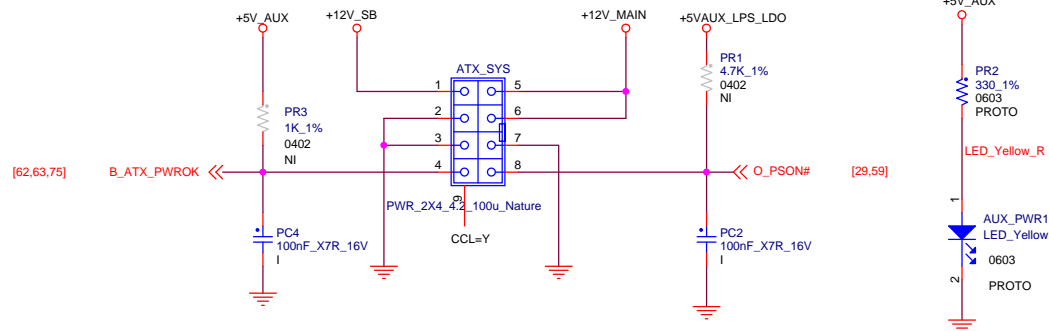 +5V_AUX
+12V_SB
+12V_MAIN
+5VAUX_LPS_LDO
+5V_AUX
PR3
1K_1%
0402
NI
ATX_SYS
1
2
3
4
5
6
7
8
9
PWR_2X4_4.2_100u_Nature
CCL=Y
PR1
4.7K_1%
0402
NI
PR2
330_1%
0603
PROTO
LED_Yellow_R
[62,63,75]
B_ATX_PWROK
O_PSON#
[29,59]
PC4
100nF_X7R_16V
I
PC2
100nF_X7R_16V
I
1
AUX_PWR1
LED_Yellow
0603
2
PROTO